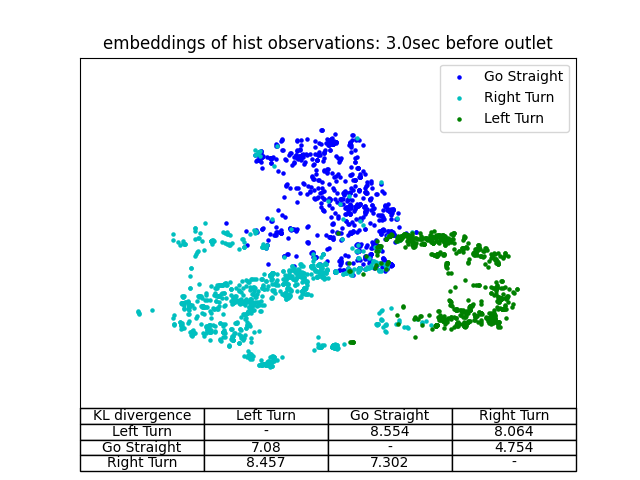 embeddings of hist observations: 3.0sec before outlet
Go Straight
Right Turn
Left Turn
KL divergence Left Turn Go Straight Right Turn
Left Turn - 8.554 8.064
Go Straight 7.08 - 4.754
Right Turn 8.457 7.302 -